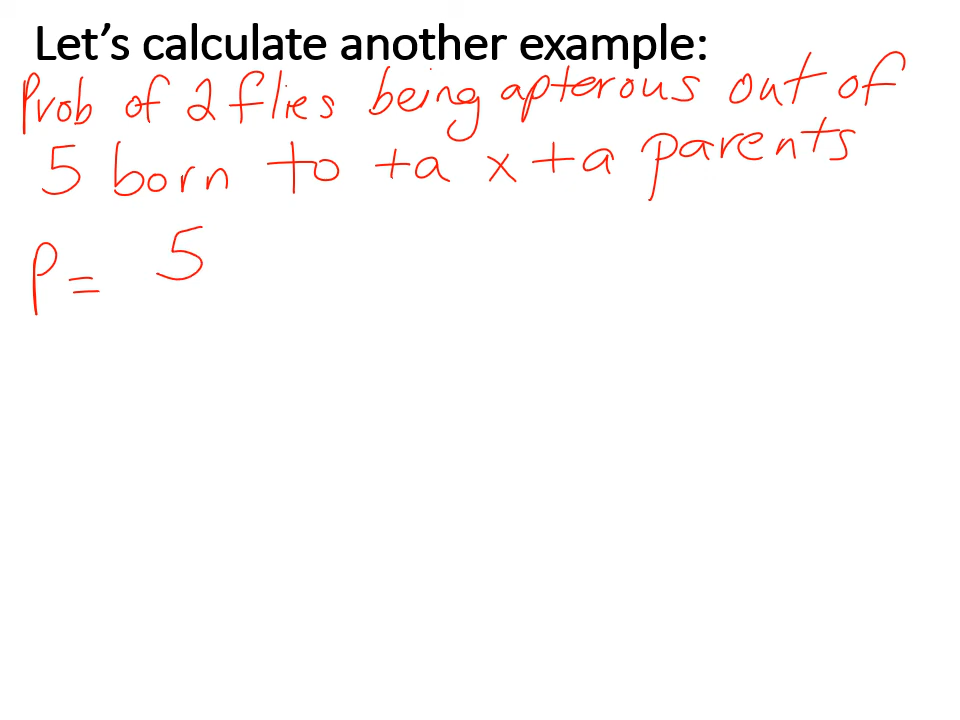 Let's calculate another example:
Prob of 2 flies being apterous out of
5 born to +a x +a parents
P= 5